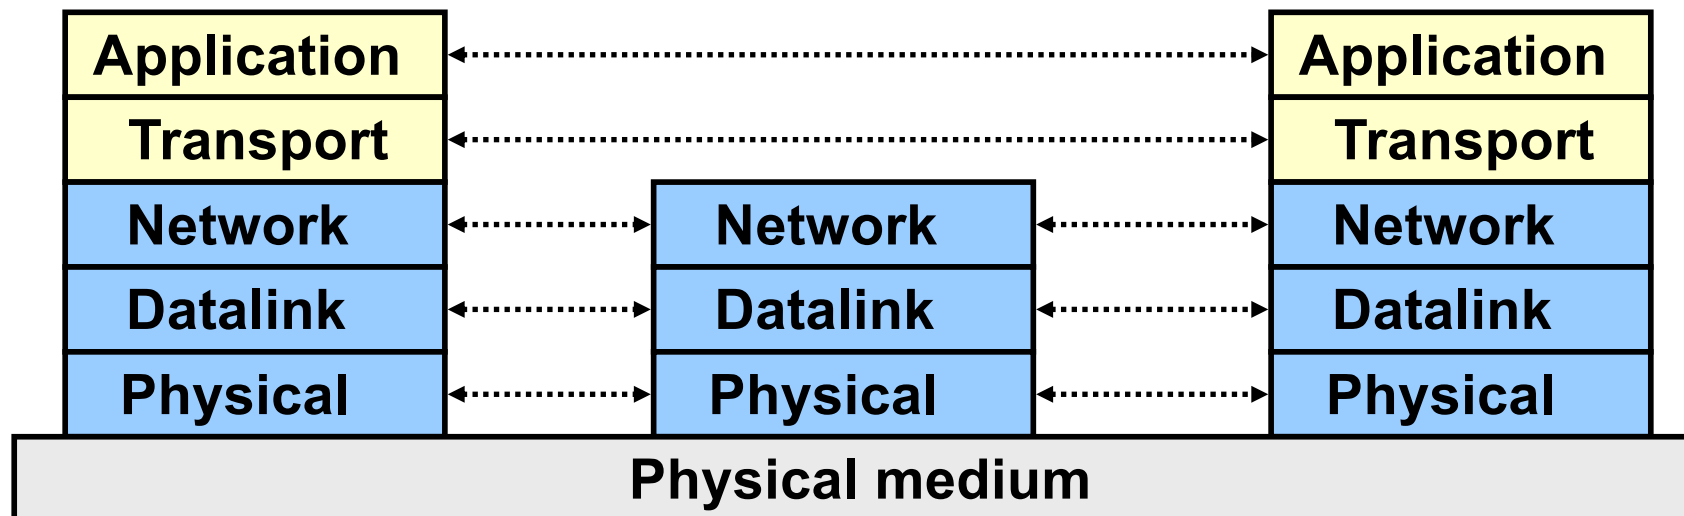 Application Application
Transport Transport
Network Network Network
Datalink Datalink Datalink
Physical Physical Physical
Physical medium